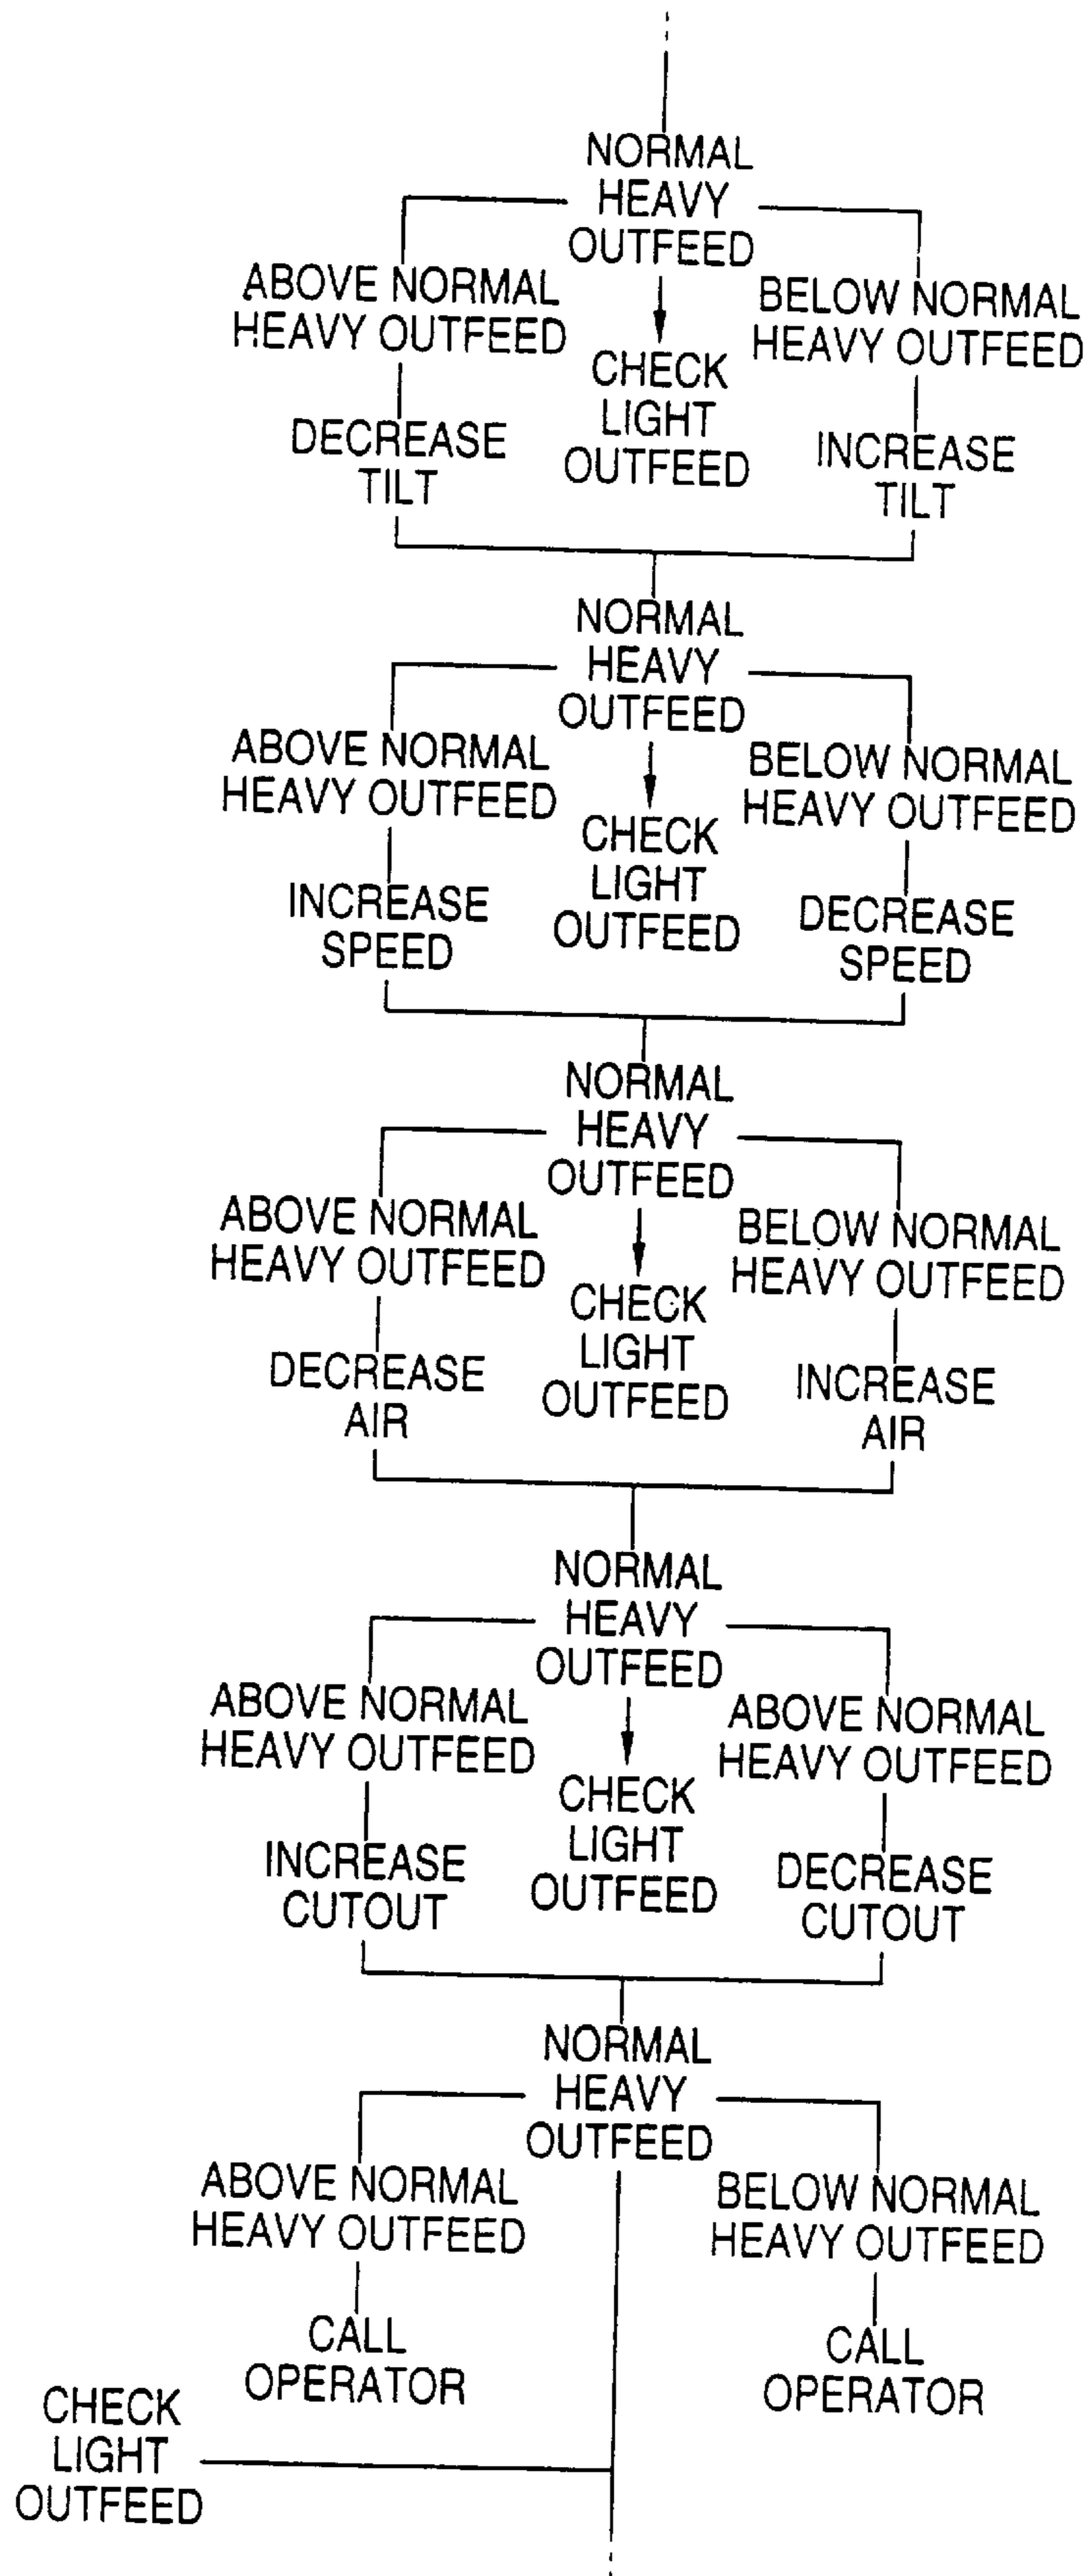 NORMAL
HEAVY
OUTFEED
ABOVE NORMAL
HEAVY OUTFEED
DECREASE
TILT
CHECK
LIGHT
OUTFEED
BELOW NORMAL
HEAVY OUTFEED
INCREASE
TILT
NORMAL
HEAVY
OUTFEED
ABOVE NORMAL
HEAVY OUTFEED
INCREASE
SPEED
CHECK
LIGHT
OUTFEED
BELOW NORMAL
HEAVY OUTFEED
DECREASE
SPEED
NORMAL
HEAVY
OUTFEED
ABOVE NORMAL
HEAVY OUTFEED
DECREASE
AIR
CHECK
LIGHT
OUTFEED
BELOW NORMAL
HEAVY OUTFEED
INCREASE
AIR
NORMAL
HEAVY
OUTFEED
ABOVE NORMAL
HEAVY OUTFEED
INCREASE
CUTOUT
CHECK
LIGHT
OUTFEED
ABOVE NORMAL
HEAVY OUTFEED
DECREASE
CUTOUT
NORMAL
HEAVY
OUTFEED
ABOVE NORMAL
HEAVY OUTFEED
CALL
OPERATOR
BELOW NORMAL
HEAVY OUTFEED
CALL
OPERATOR
CHECK
LIGHT
OUTFEED